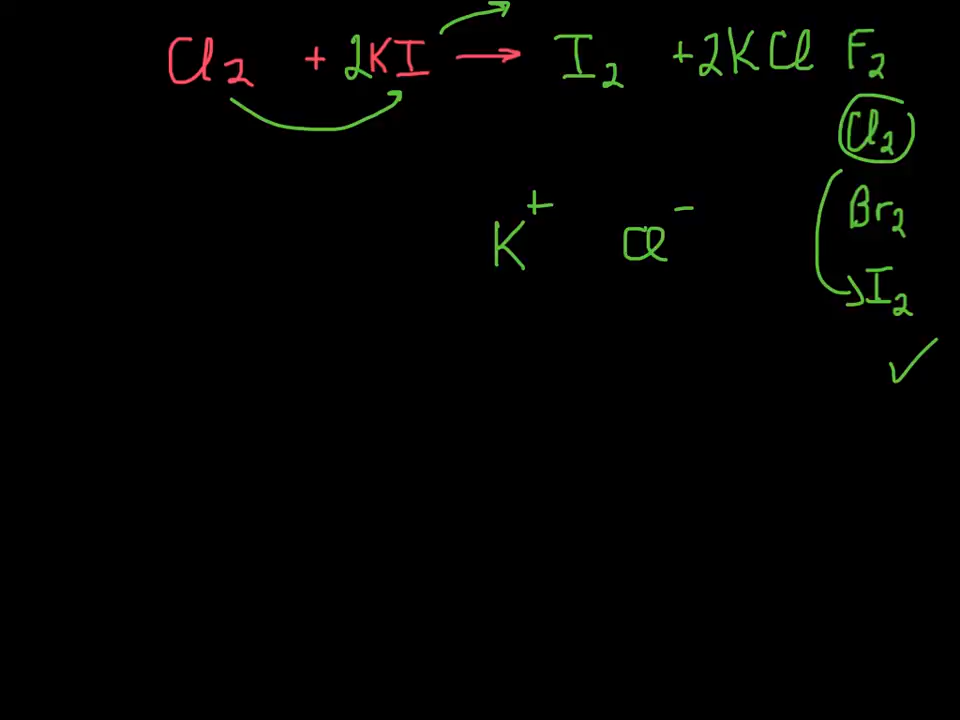 Cl₂ + 2KI → I₂ + 2KCl
F₂
Cl₂
Br₂
I₂
K⁺ Cl⁻